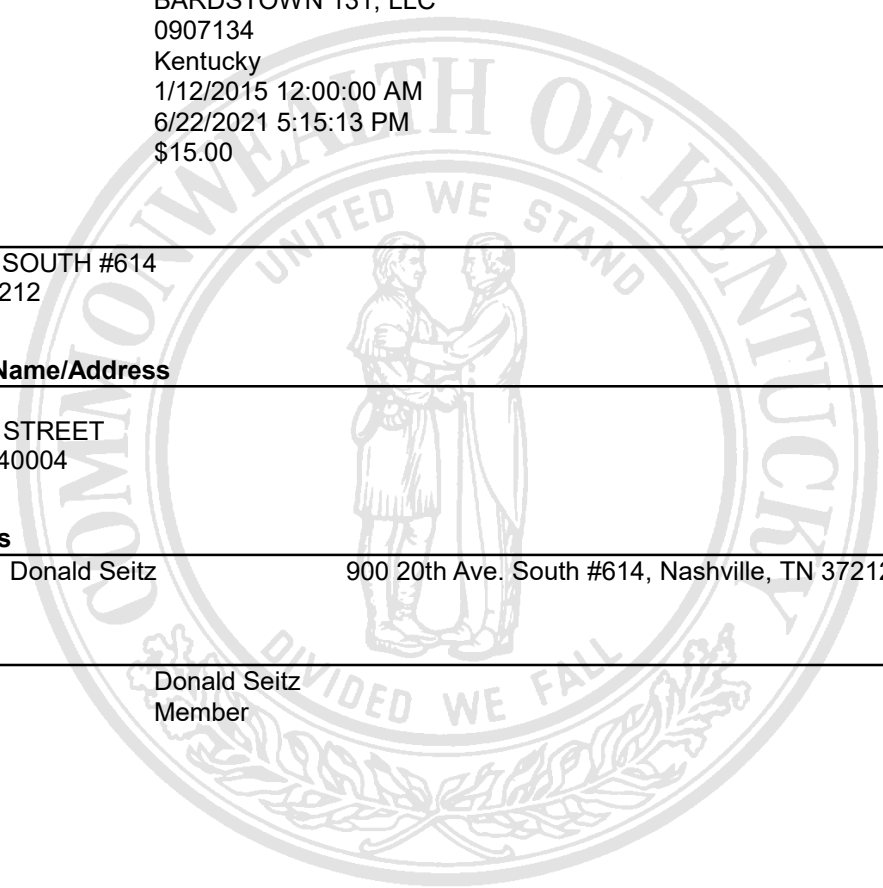 BARDSTOWN 131, LLC
0907134
Kentucky
1/12/2015 12:00:00 AM
6/22/2021 5:15:13 PM
$15.00
COMMONWEALTH OF KENTUCKY
UNITED WE STAND
SOUTH #614
212
Name/Address
STREET
40004
s
Donald Seitz 900 20th Ave. South #614, Nashville, TN 37212
Donald Seitz
Member
DIVIDED WE FALL